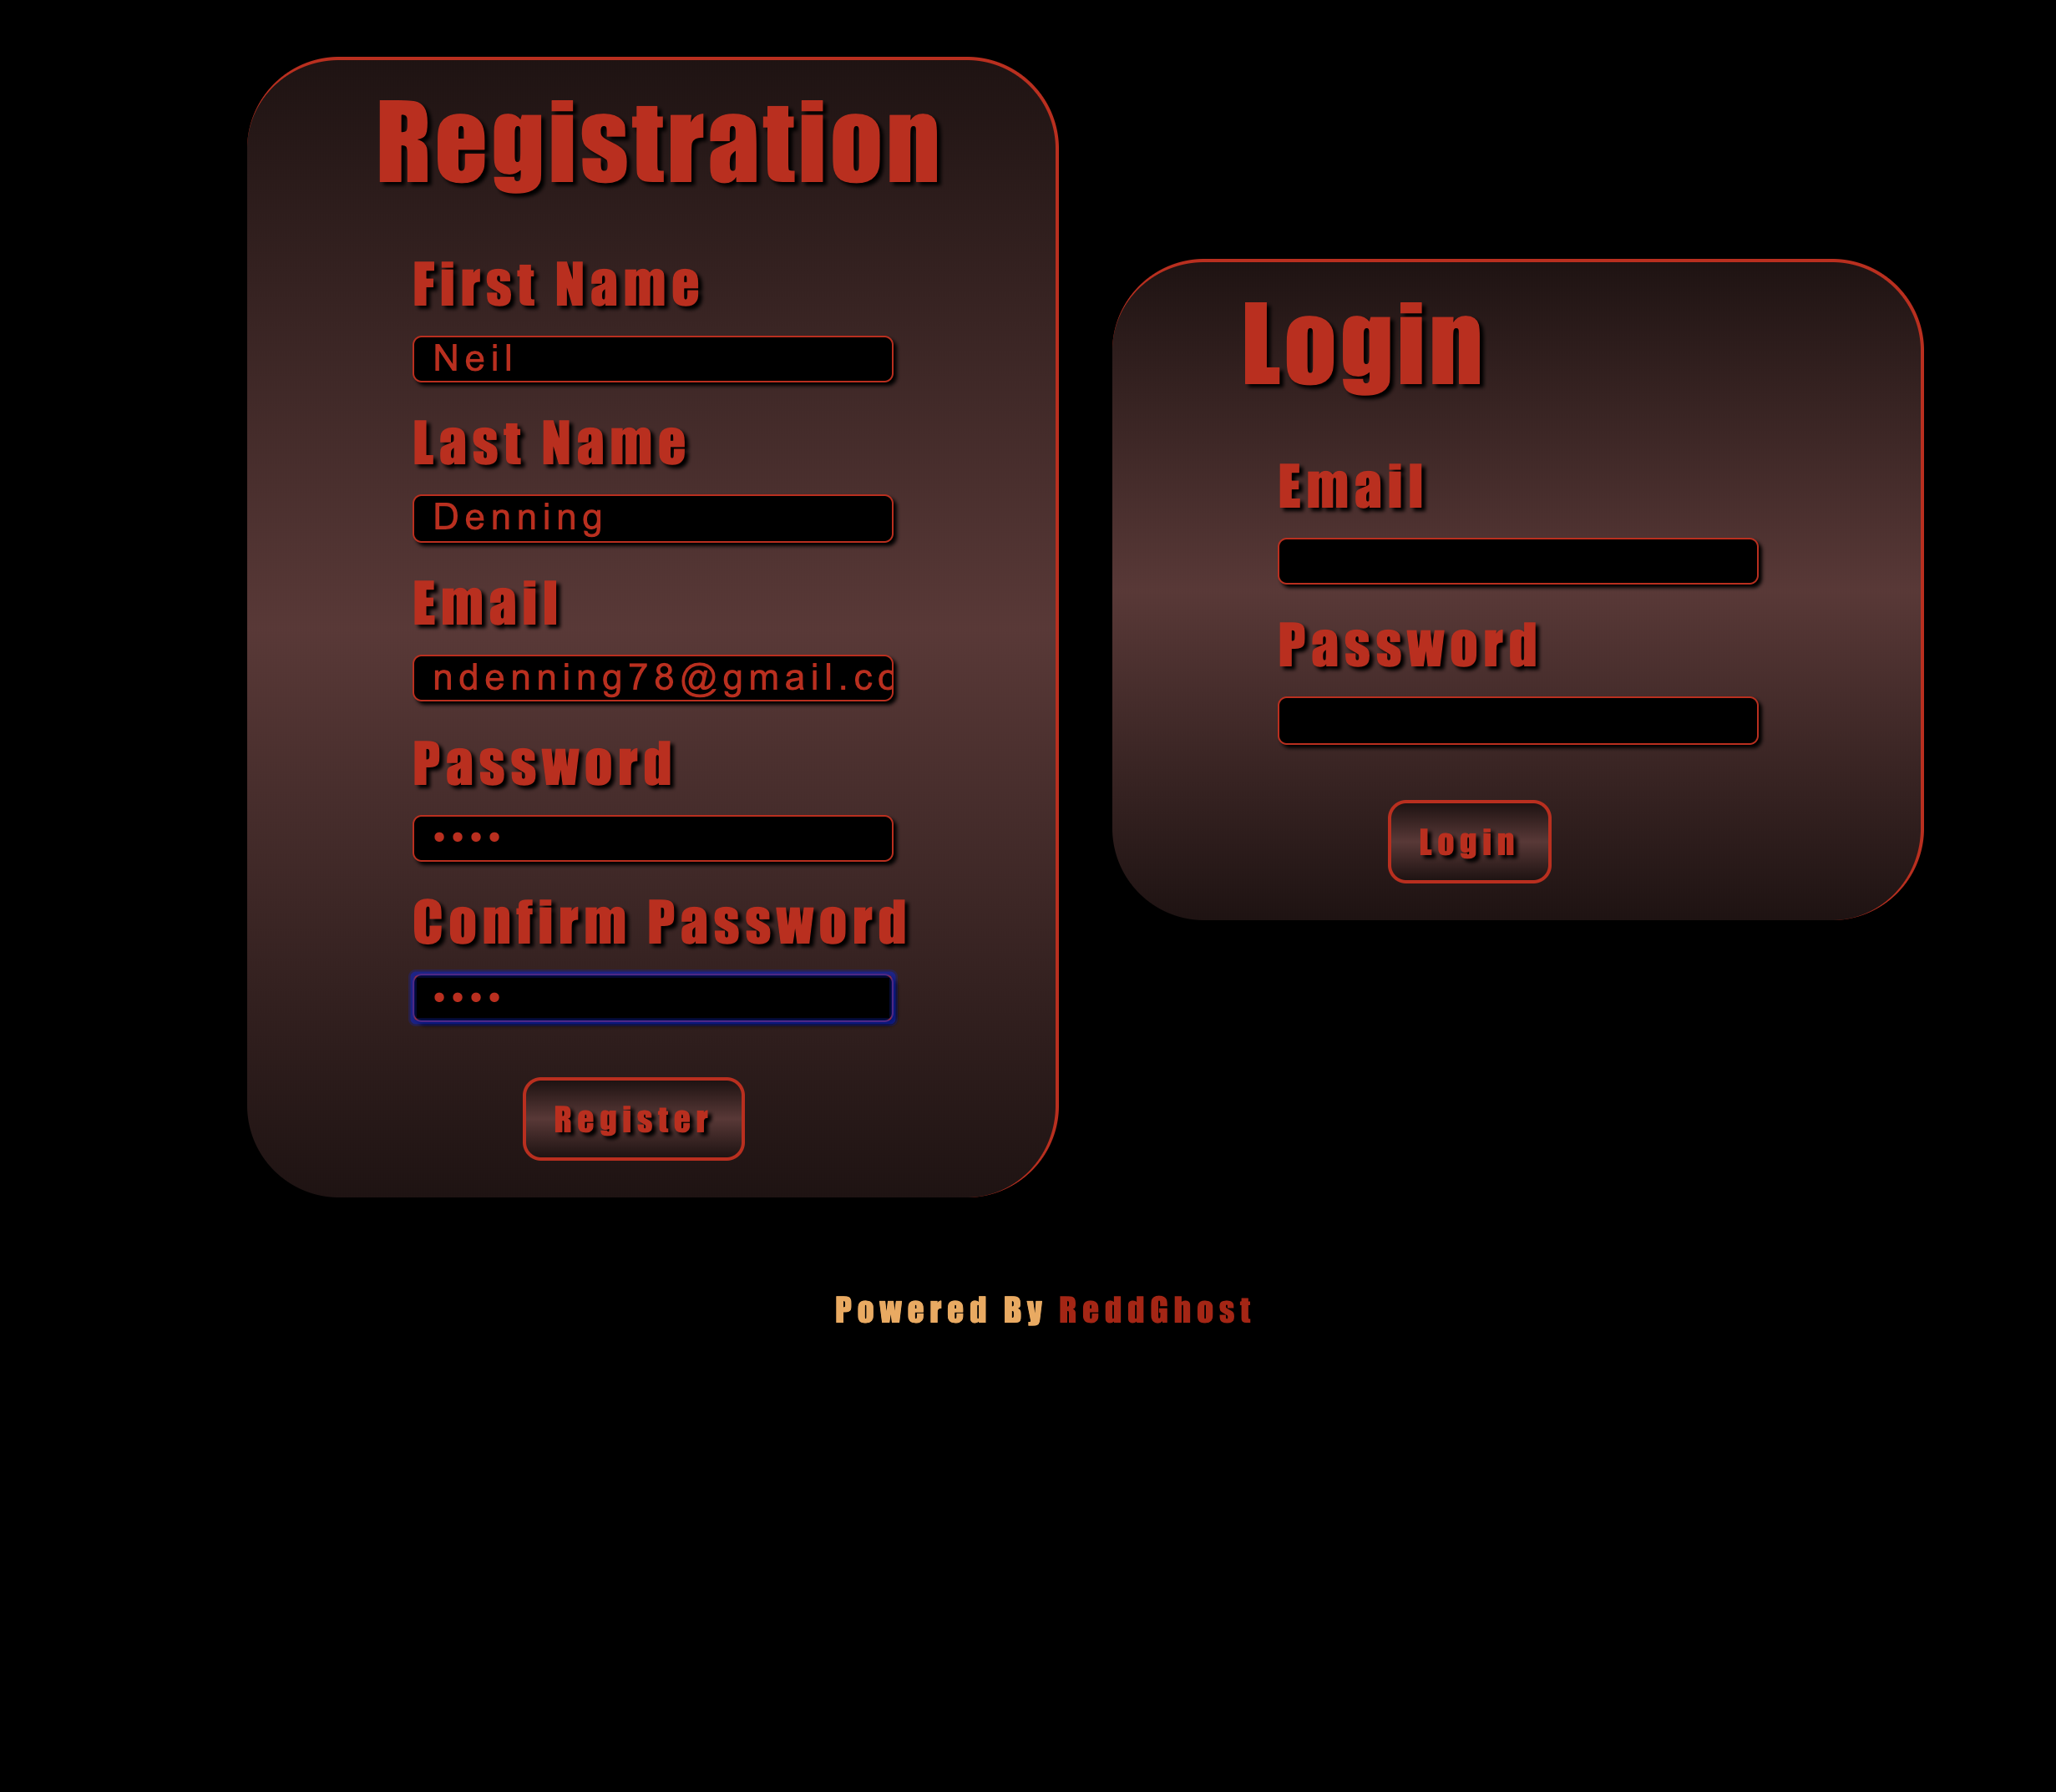 Registration
First Name
Neil
Last Name
Denning
Email
ndenning78@gmail.co
Password
••••
Confirm Password
••••
Register
Login
Email
Password
Login
Powered By ReddGhost